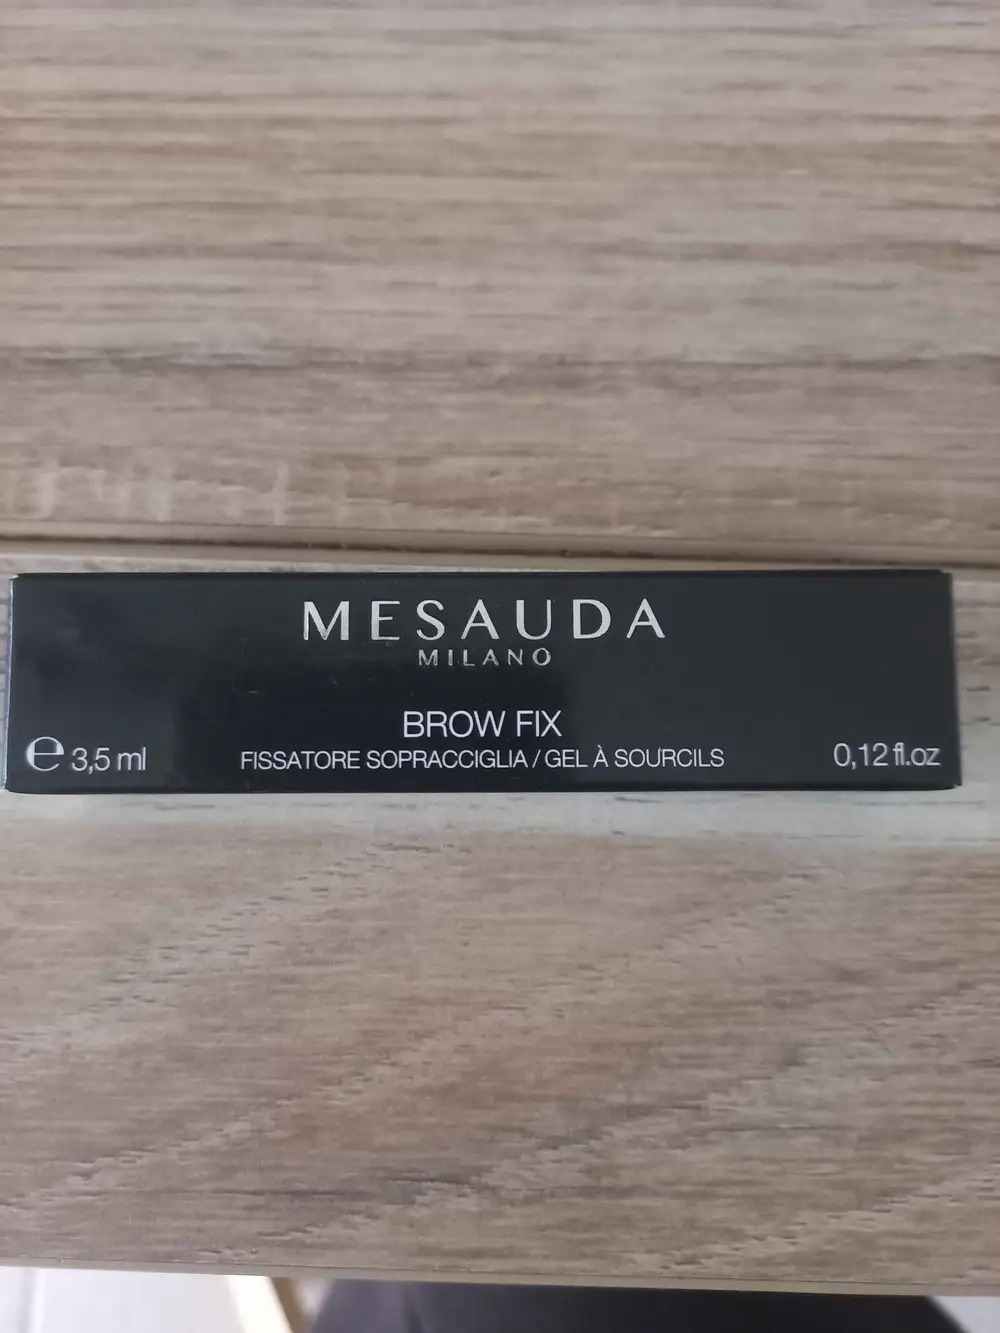 MESAUDA
MILANO
BROW FIX
℮ 3,5 ml
FISSATORE SOPRACCIGLIA / GEL À SOURCILS
0,12 fl.oz